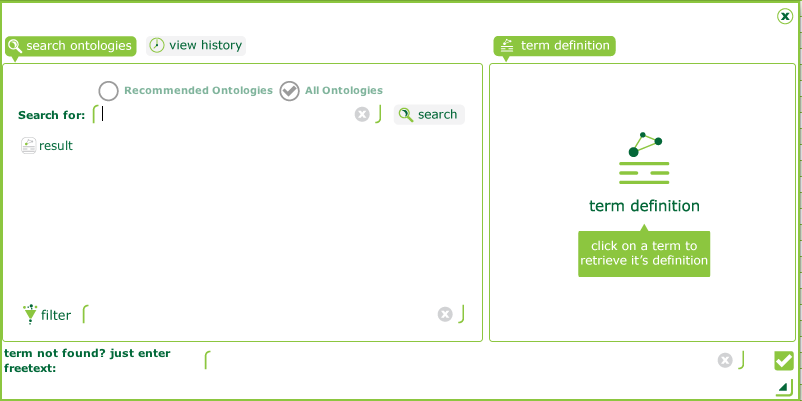 search ontologies
view history
term definition
Recommended Ontologies
All Ontologies
Search for:
search
result
term definition
click on a term to
retrieve it's definition
filter
term not found? just enter
freetext: